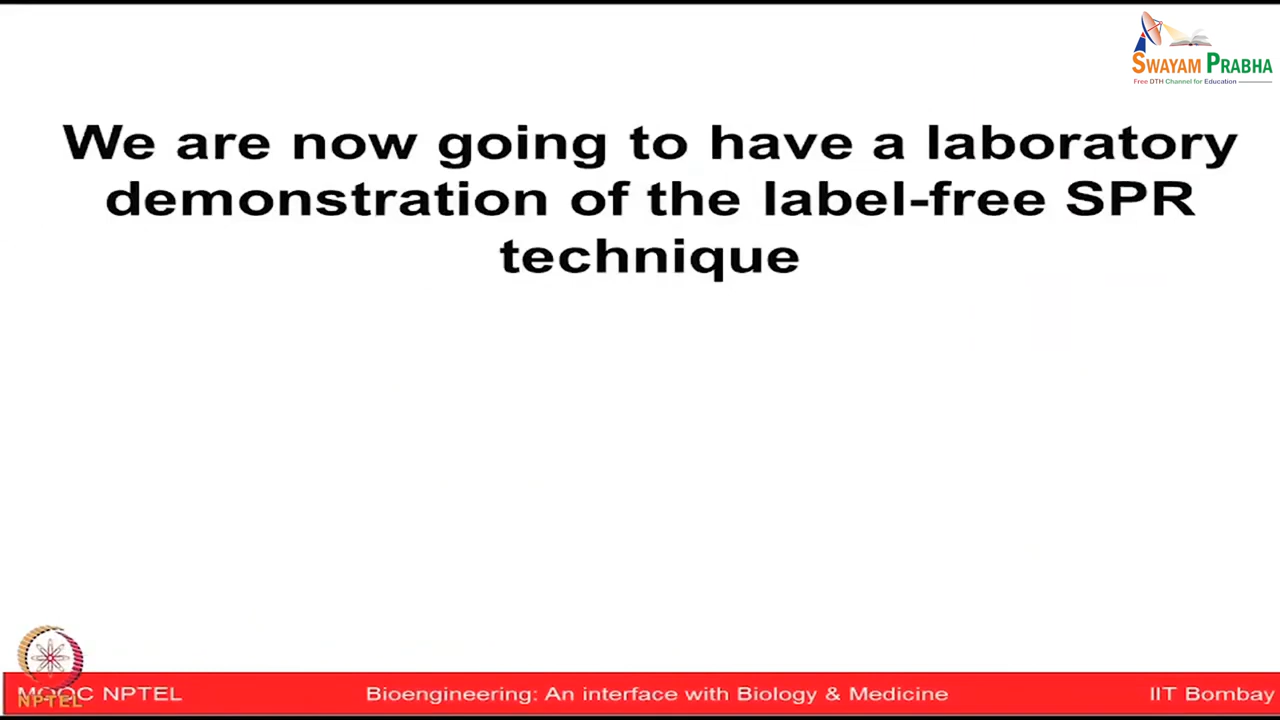 SWAYAM PRABHA
Free DTH Channel for Education
We are now going to have a laboratory
demonstration of the label-free SPR
technique
MOOC NPTEL
NPTEL
Bioengineering: An interface with Biology & Medicine
IIT Bombay